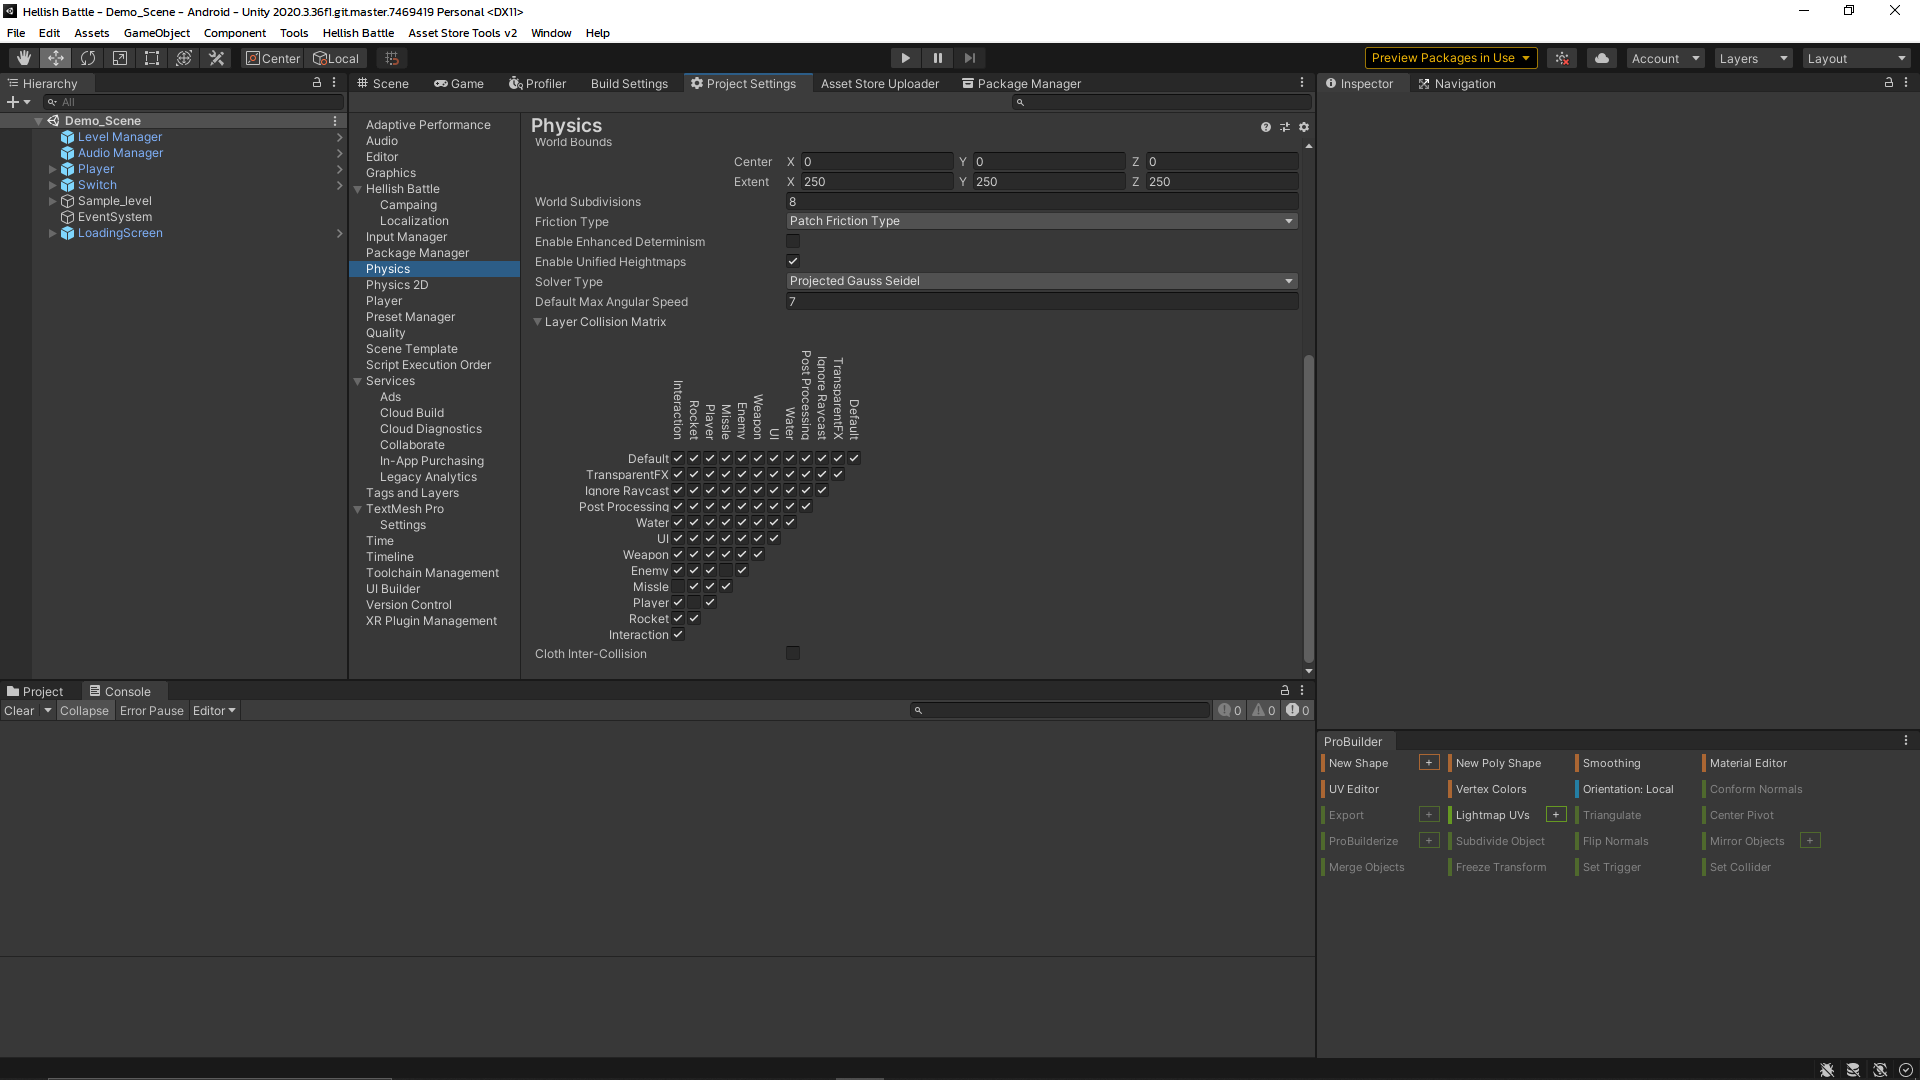 Hellish Battle - Demo_Scene - Android - Unity 2020.3.36f1.git.master.7469419 Personal <DX11>
File Edit Assets GameObject Component Tools Hellish Battle Asset Store Tools v2 Window Help
Center Local Preview Packages in Use Account Layers Layout
Hierarchy
All
Demo_Scene
Level Manager
Audio Manager
Player
Switch
Sample_level
EventSystem
LoadingScreen
Scene Game Profiler Build Settings Project Settings Asset Store Uploader Package Manager
Adaptive Performance
Audio
Editor
Graphics
Hellish Battle
Campaing
Localization
Input Manager
Package Manager
Physics
Physics 2D
Player
Preset Manager
Quality
Scene Template
Script Execution Order
Services
Ads
Cloud Build
Cloud Diagnostics
Collaborate
In-App Purchasing
Legacy Analytics
Tags and Layers
TextMesh Pro
Settings
Time
Timeline
Toolchain Management
UI Builder
Version Control
XR Plugin Management
Physics
World Bounds
Center X 0 Y 0 Z 0
Extent X 250 Y 250 Z 250
World Subdivisions 8
Friction Type Patch Friction Type
Enable Enhanced Determinism
Enable Unified Heightmaps
Solver Type Projected Gauss Seidel
Default Max Angular Speed 7
Layer Collision Matrix
Interaction
Rocket
Player
Missle
Enemy
Weapon
UI
Water
Post Processing
Ignore Raycast
TransparentFX
Default
Default
TransparentFX
Ignore Raycast
Post Processing
Water
UI
Weapon
Enemy
Missle
Player
Rocket
Interaction
Cloth Inter-Collision
Inspector Navigation
Project Console
Clear Collapse Error Pause Editor 0 0 0
ProBuilder
New Shape + New Poly Shape Smoothing Material Editor
UV Editor Vertex Colors Orientation: Local Conform Normals
Export + Lightmap UVs + Triangulate Center Pivot
ProBuilderize + Subdivide Object Flip Normals Mirror Objects +
Merge Objects Freeze Transform Set Trigger Set Collider